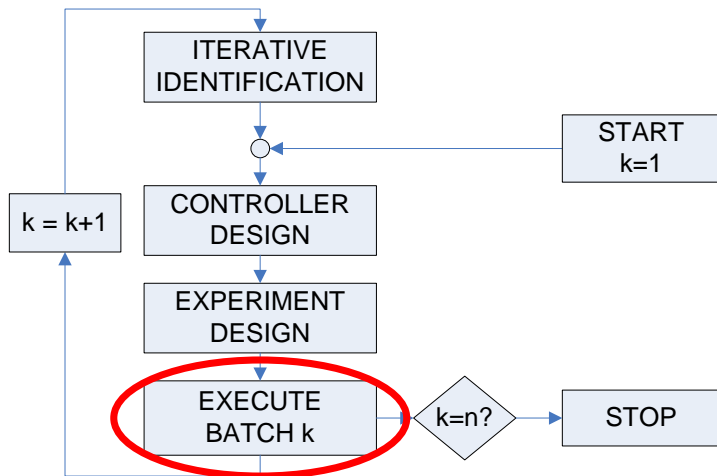 ITERATIVE
IDENTIFICATION
START
k=1
k = k+1
CONTROLLER
DESIGN
EXPERIMENT
DESIGN
EXECUTE
BATCH k
k=n?
STOP